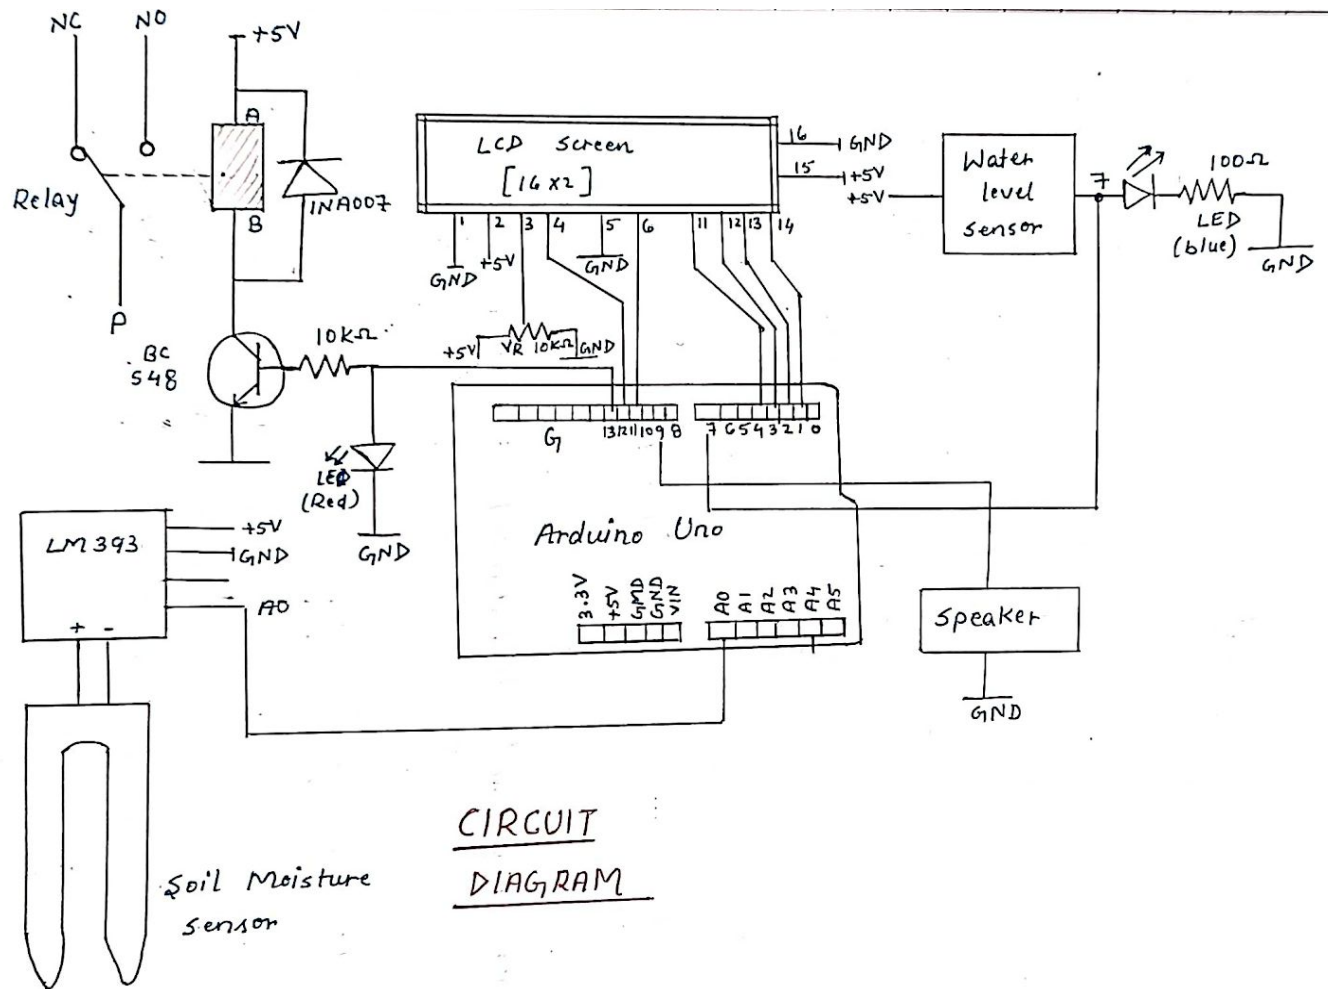 NC
NO
+5V
A
B
Relay
1NA007
P
BC
548
10KΩ
LED
(Red)
GND
LCD Screen
[16 x 2]
16
GND
15
+5V
1
2
3
4
5
6
11
12
13
14
GND
+5V
GND
+5V
VR
10KΩ
GND
+5V
Water
level
sensor
7
100Ω
LED
(blue)
GND
G
13
12
11
10
9
8
7
6
5
4
3
2
1
0
Arduino Uno
3.3V
+5V
GND
GND
VIN
A0
A1
A2
A3
A4
A5
Speaker
GND
LM393
+5V
GND
A0
+
-
Soil Moisture
sensor
CIRCUIT
DIAGRAM